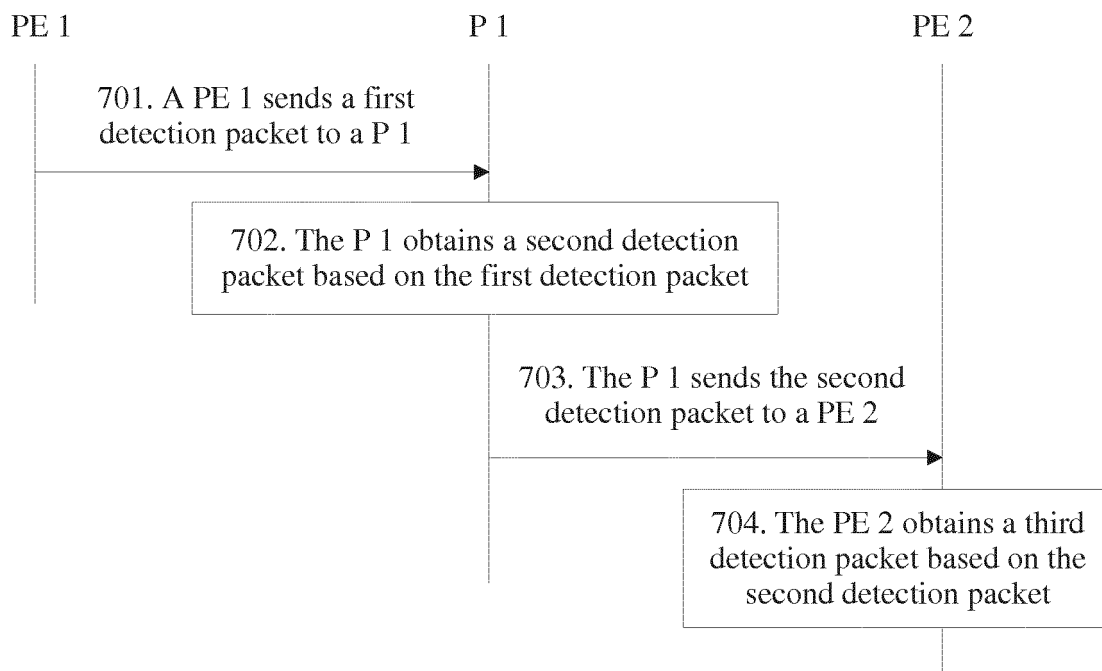 PE 1
P 1
PE 2
701. A PE 1 sends a first
detection packet to a P 1
702. The P 1 obtains a second detection
packet based on the first detection packet
703. The P 1 sends the second
detection packet to a PE 2
704. The PE 2 obtains a third
detection packet based on the
second detection packet